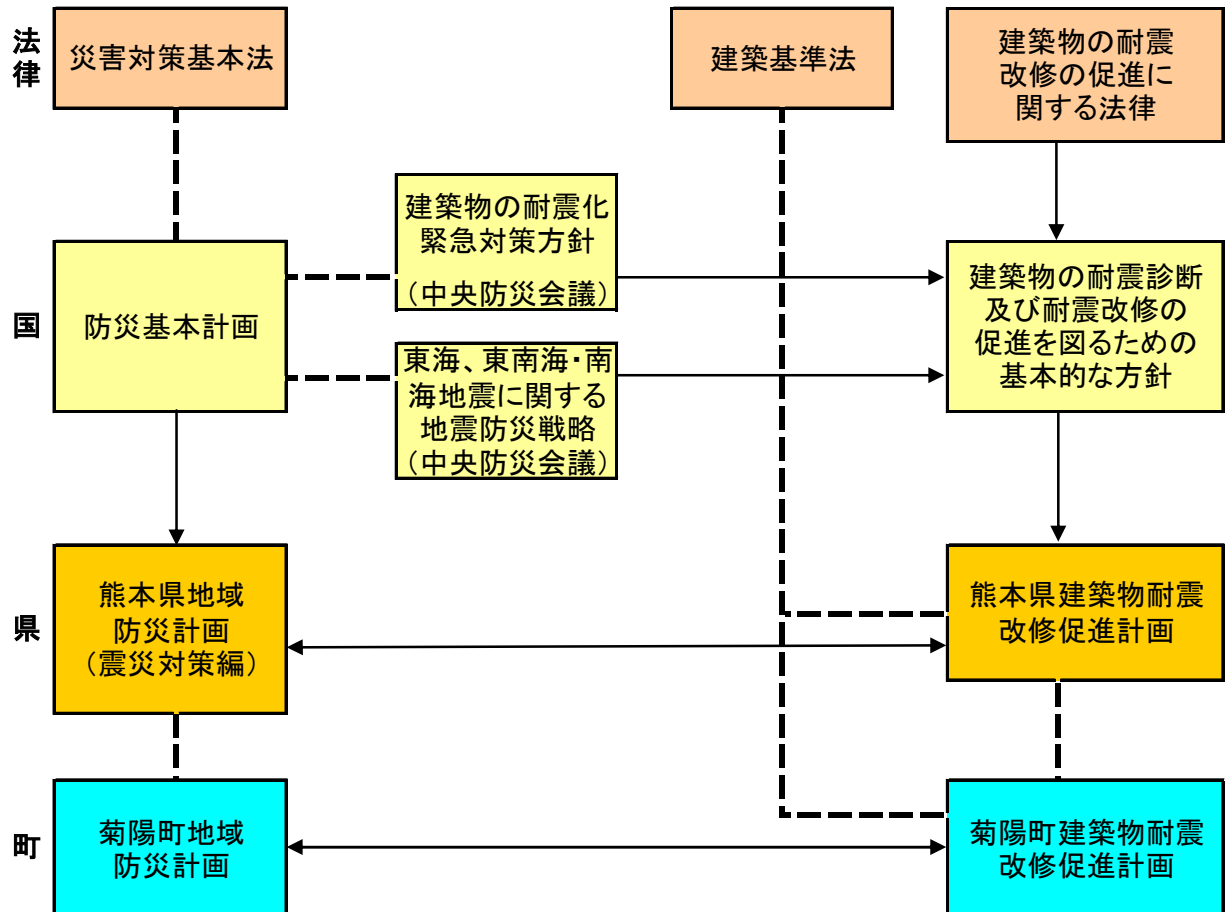 法律
災害対策基本法
建築基準法
建築物の耐震
改修の促進に
関する法律
国
防災基本計画
建築物の耐震化
緊急対策方針
（中央防災会議）
東海、東南海・南
海地震に関する
地震防災戦略
（中央防災会議）
建築物の耐震診断
及び耐震改修の
促進を図るための
基本的な方針
県
熊本県地域
防災計画
（震災対策編）
熊本県建築物耐震
改修促進計画
町
菊陽町地域
防災計画
菊陽町建築物耐震
改修促進計画